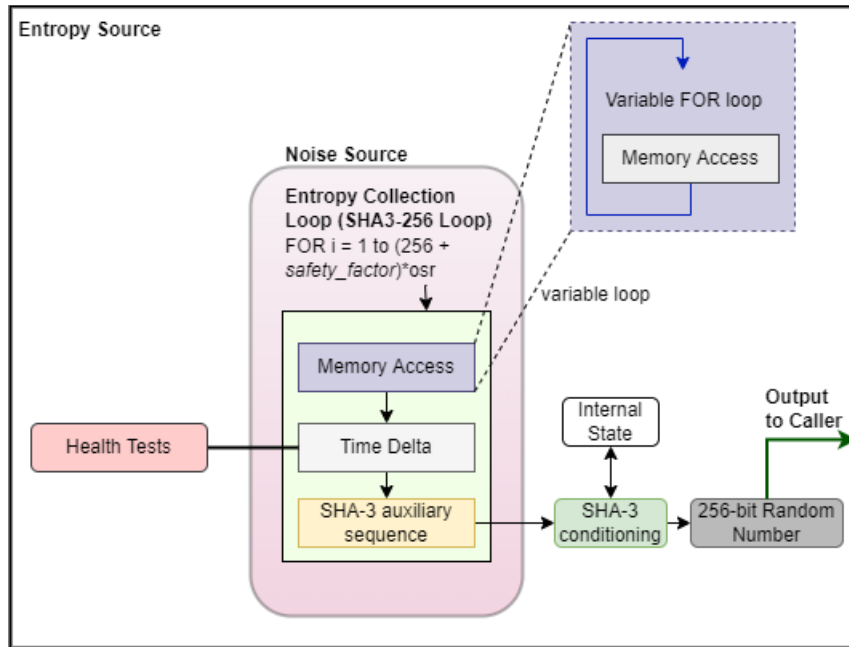 Entropy Source
Variable FOR loop
Memory Access
Noise Source
Entropy Collection
Loop (SHA3-256 Loop)
FOR i = 1 to (256 +
safety_factor)*osr
variable loop
Memory Access
Health Tests
Time Delta
SHA-3 auxiliary
sequence
Internal
State
SHA-3
conditioning
Output
to Caller
256-bit Random
Number